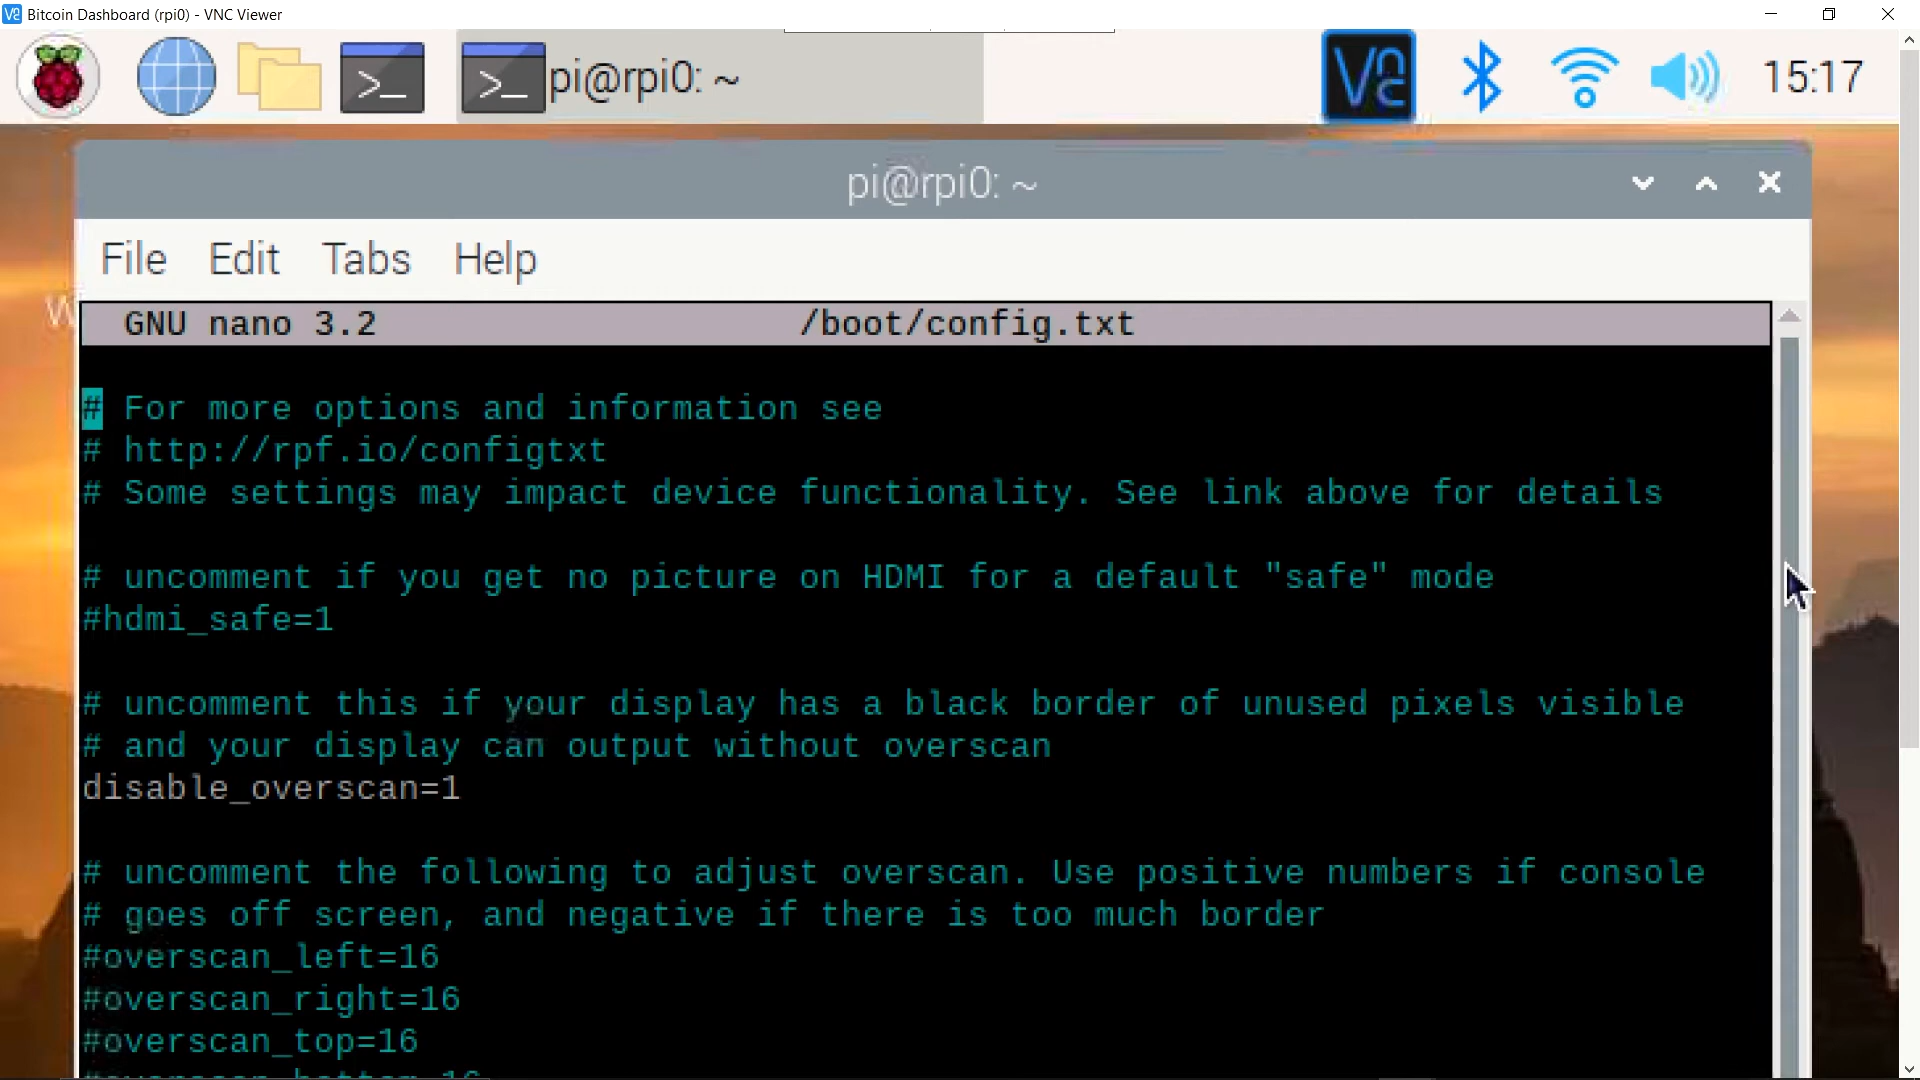 Bitcoin Dashboard (rpi0) - VNC Viewer
pi@rpi0: ~
15:17
pi@rpi0: ~
File Edit Tabs Help
GNU nano 3.2 /boot/config.txt
# For more options and information see
# http://rpf.io/configtxt
# Some settings may impact device functionality. See link above for details
# uncomment if you get no picture on HDMI for a default "safe" mode
#hdmi_safe=1
# uncomment this if your display has a black border of unused pixels visible
# and your display can output without overscan
disable_overscan=1
# uncomment the following to adjust overscan. Use positive numbers if console
# goes off screen, and negative if there is too much border
#overscan_left=16
#overscan_right=16
#overscan_top=16